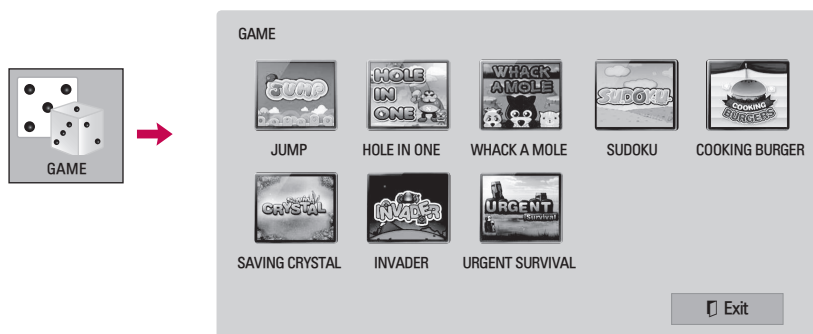 GAME
GAME
JUMP
HOLE
IN
ONE
WHACK
A MOLE
SUDOKU
COOKING
BURGERS
JUMP
HOLE IN ONE
WHACK A MOLE
SUDOKU
COOKING BURGER
CRYSTAL
INVADER
URGENT
Survival
SAVING CRYSTAL
INVADER
URGENT SURVIVAL
Exit